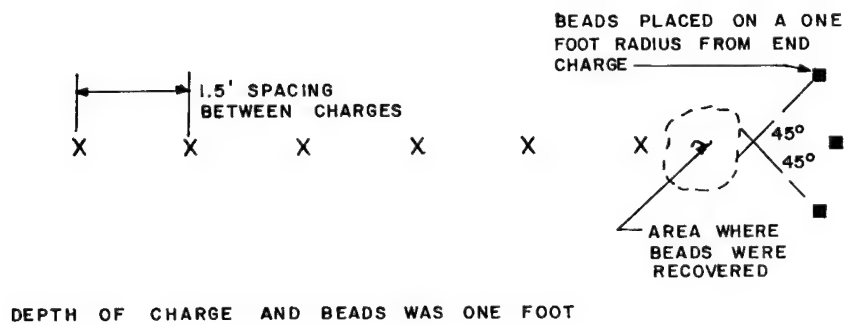 BEADS PLACED ON A ONE
FOOT RADIUS FROM END
CHARGE
1.5' SPACING
BETWEEN CHARGES
X X X X X X
45°
45°
AREA WHERE
BEADS WERE
RECOVERED
DEPTH OF CHARGE AND BEADS WAS ONE FOOT